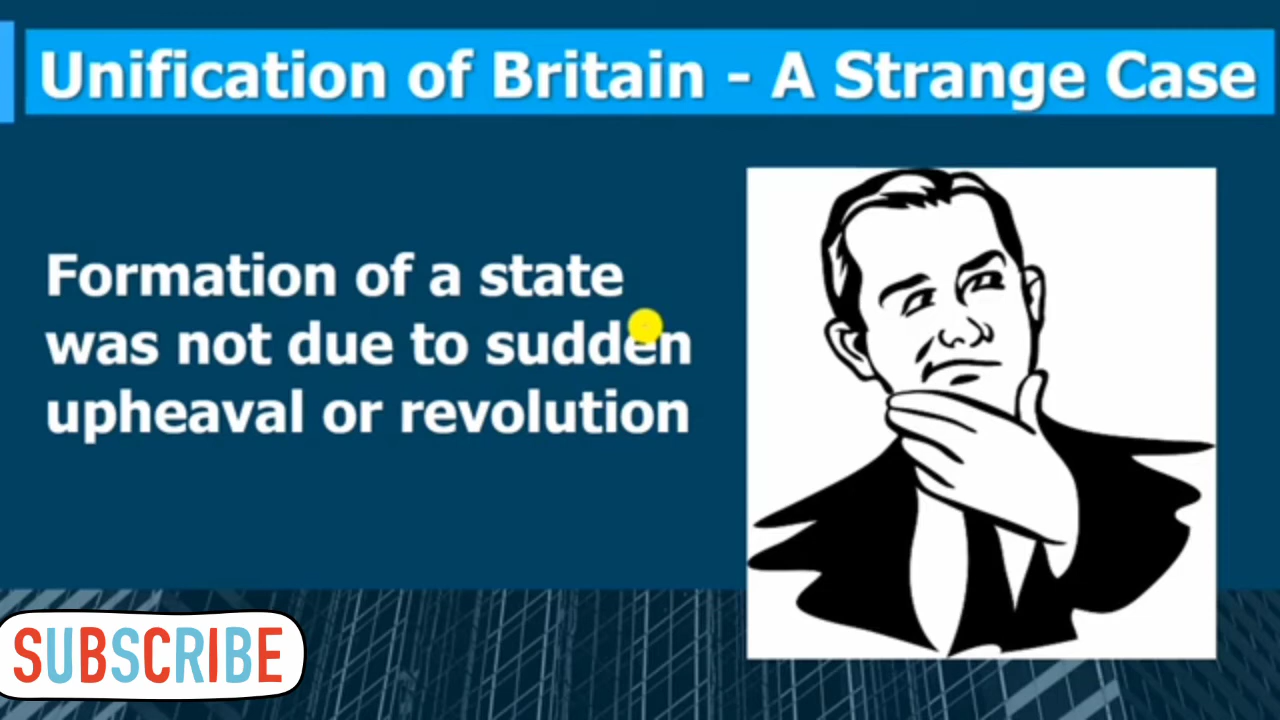 Unification of Britain - A Strange Case
Formation of a state
was not due to sudden
upheaval or revolution
SUBSCRIBE